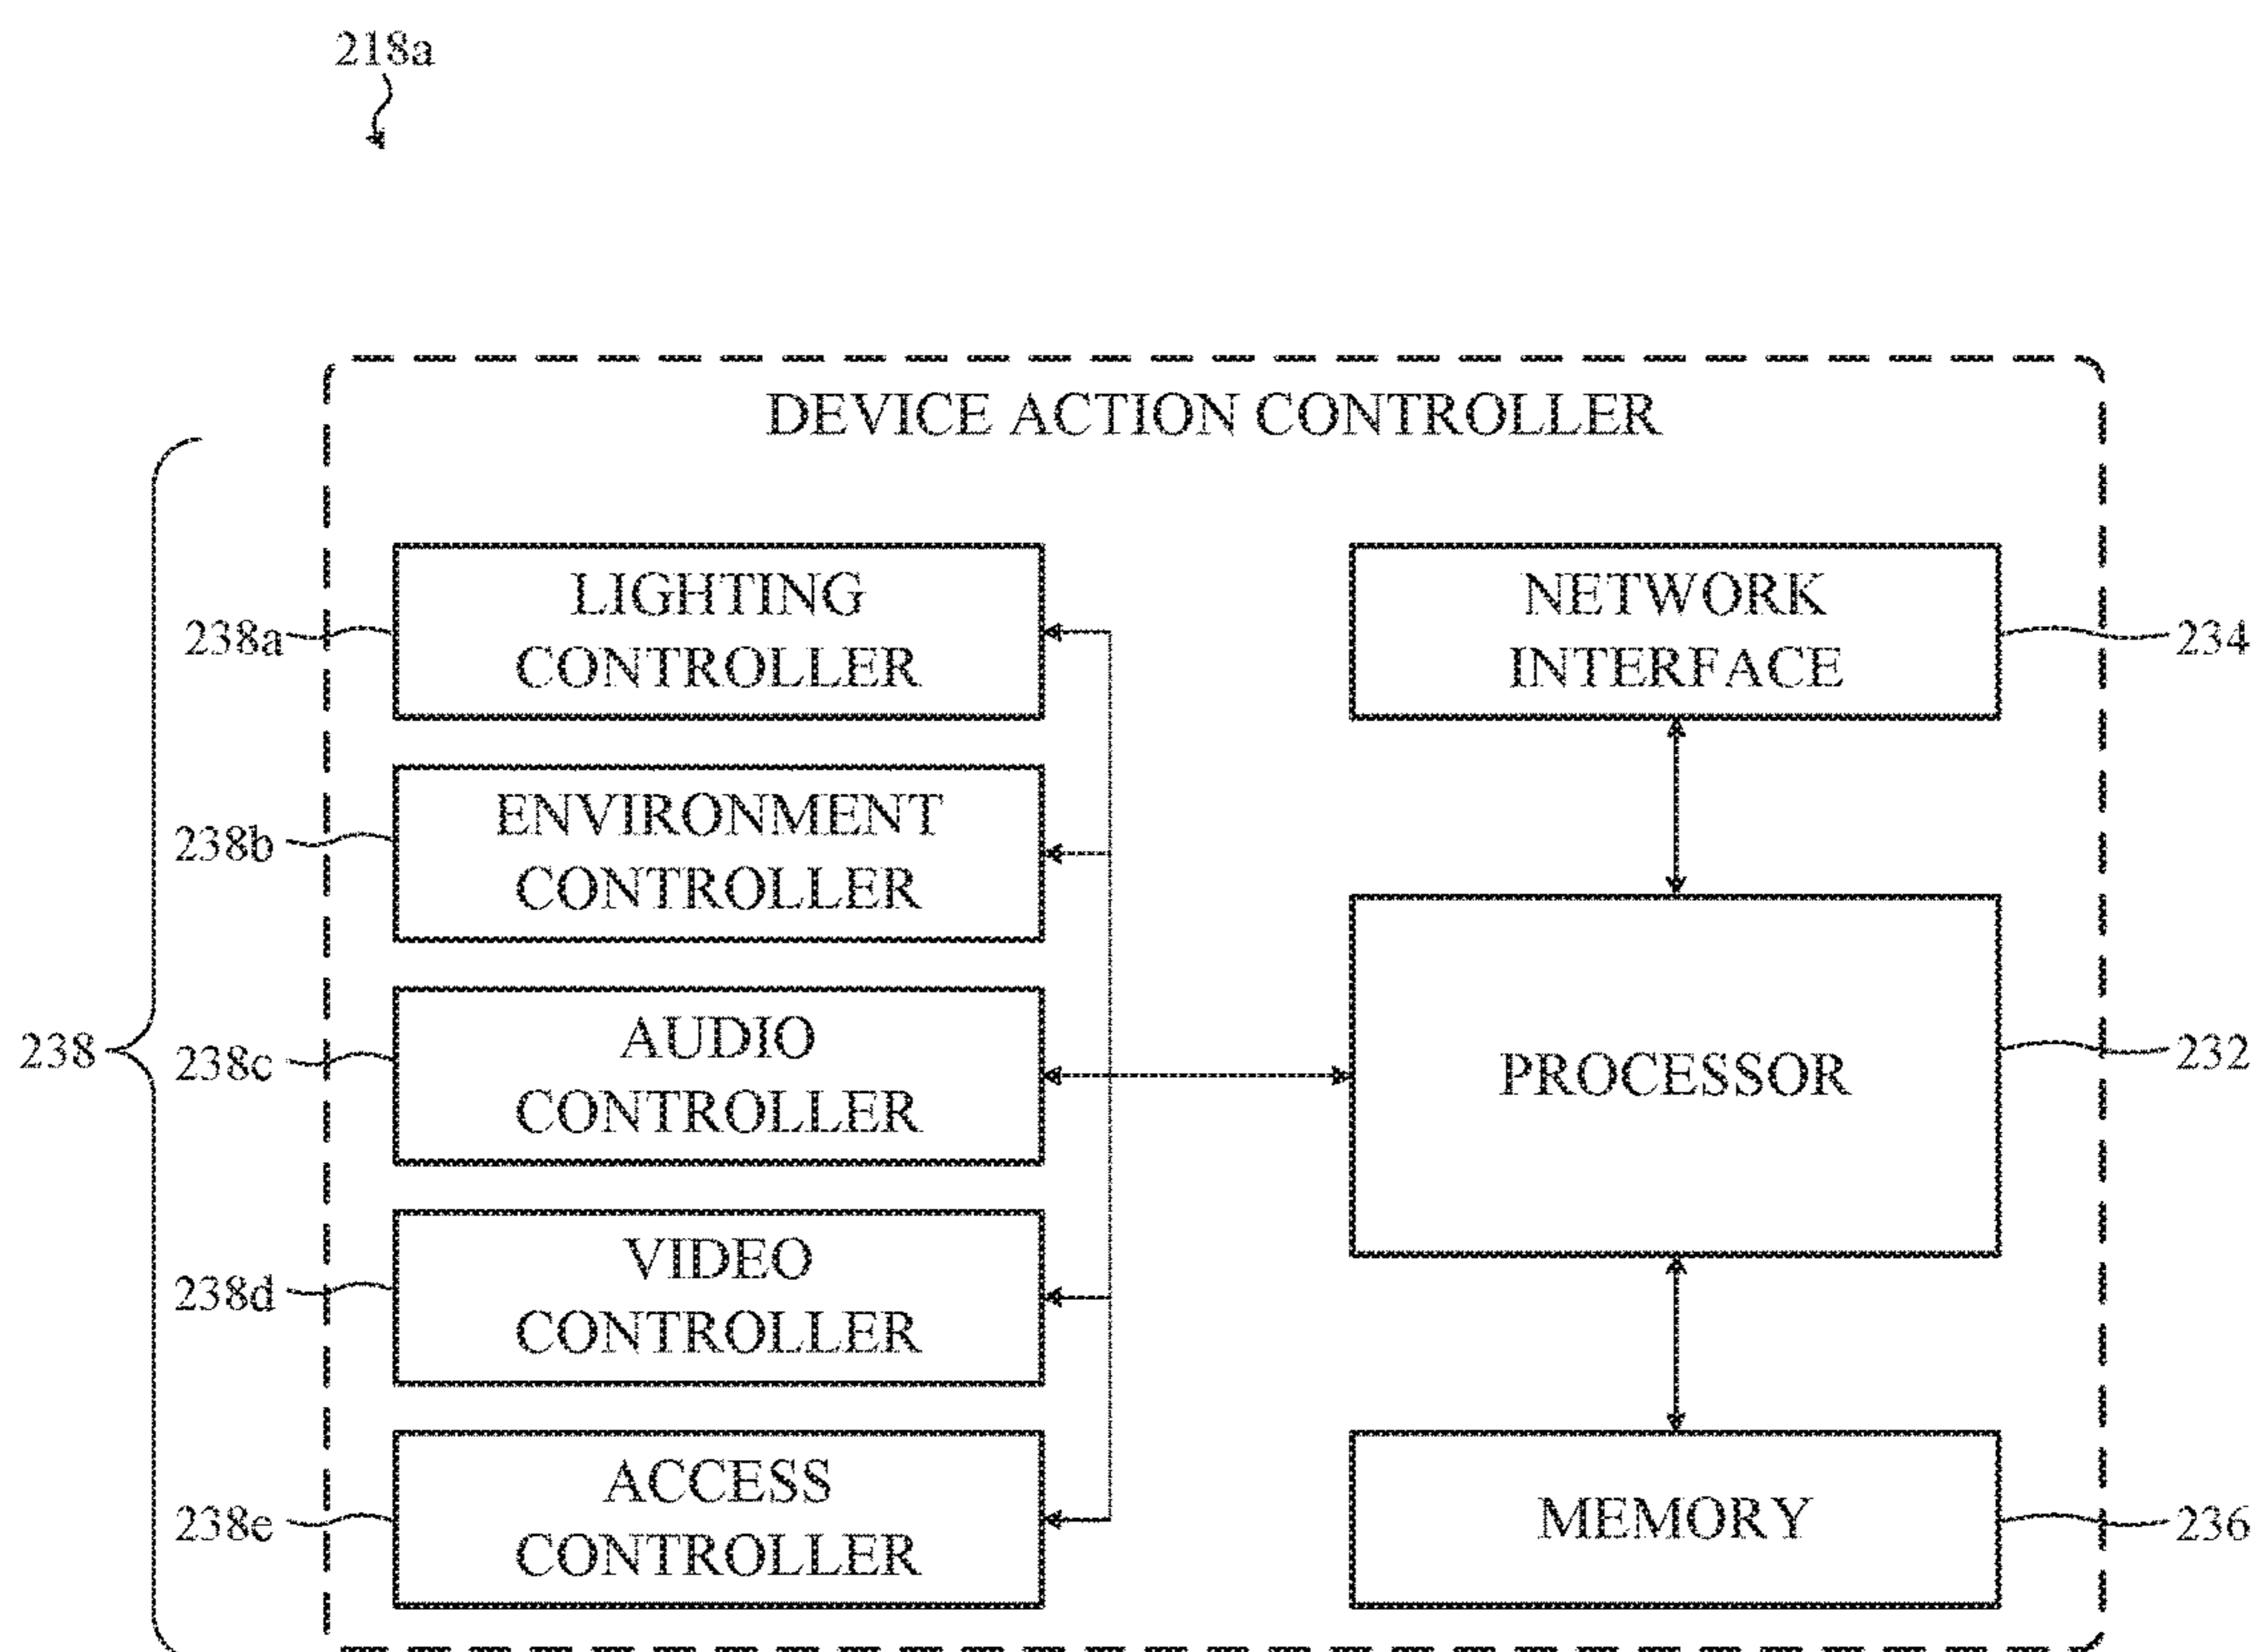 218a
DEVICE ACTION CONTROLLER
LIGHTING
CONTROLLER
238a
NETWORK
INTERFACE
234
ENVIRONMENT
CONTROLLER
238b
AUDIO
CONTROLLER
238
238c
PROCESSOR
232
VIDEO
CONTROLLER
238d
ACCESS
CONTROLLER
238e
MEMORY
236